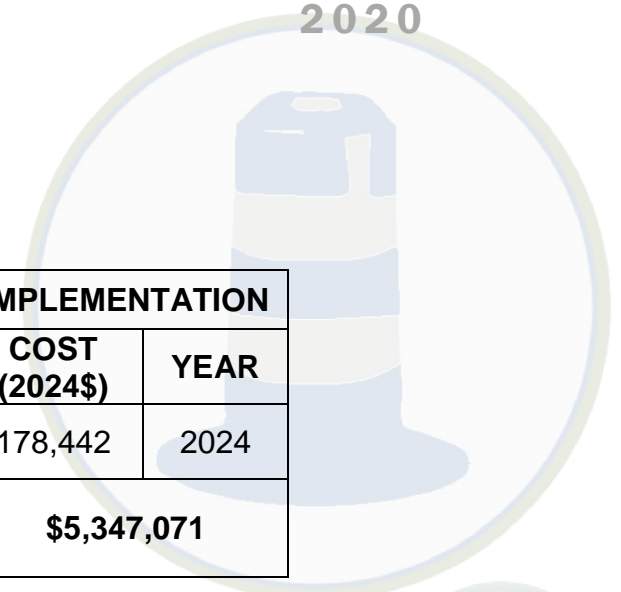 2020
MPLEMENTATION
COST YEAR
(2024$)
178,442 2024
$5,347,071